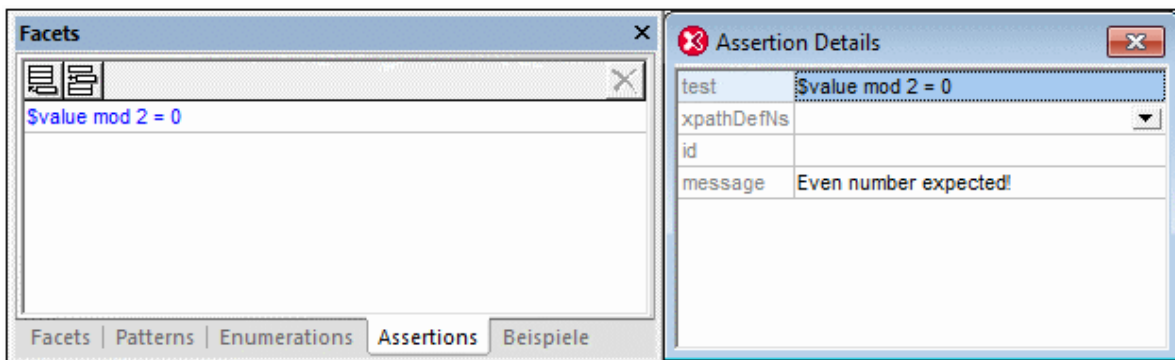 Facets
$value mod 2 = 0
Facets | Patterns | Enumerations Assertions Beispiele
Assertion Details
test $value mod 2 = 0
xpathDefNs
id
message Even number expected!